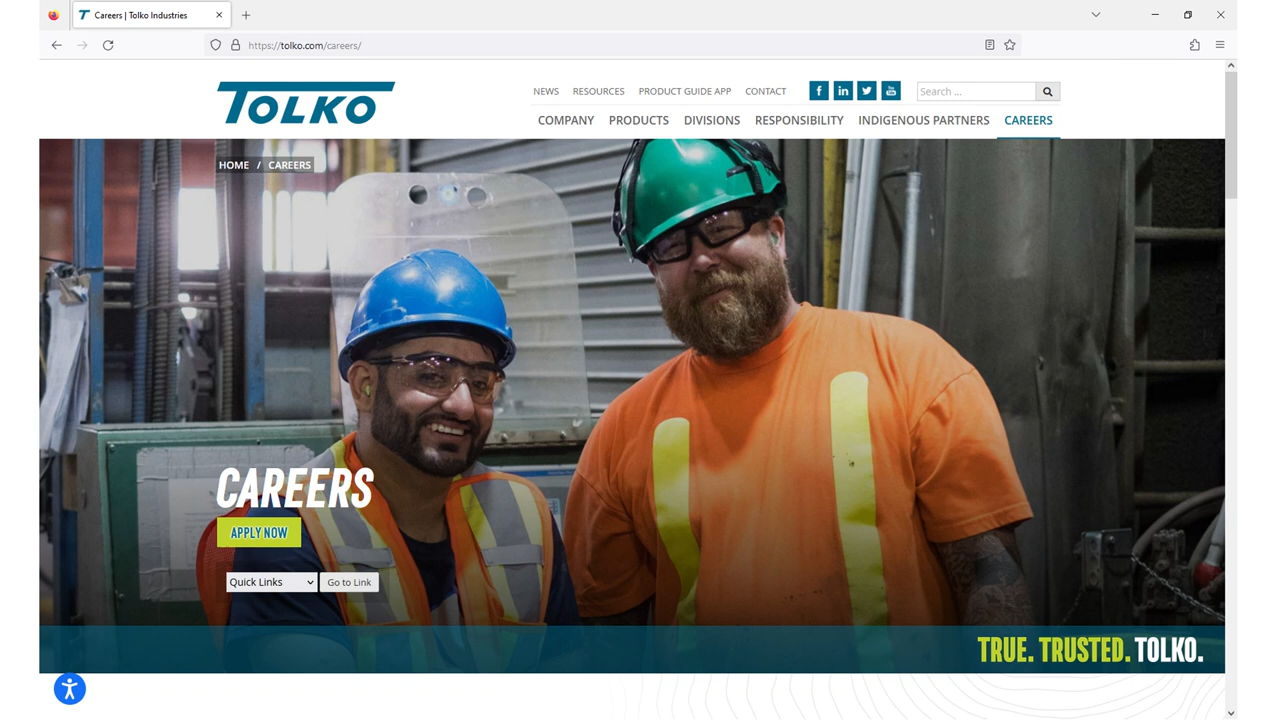 Careers | Tolko Industries
https://tolko.com/careers/
TOLKO
NEWS RESOURCES PRODUCT GUIDE APP CONTACT
Search ...
COMPANY PRODUCTS DIVISIONS RESPONSIBILITY INDIGENOUS PARTNERS CAREERS
HOME / CAREERS
CAREERS
APPLY NOW
Quick Links Go to Link
TRUE. TRUSTED. TOLKO.